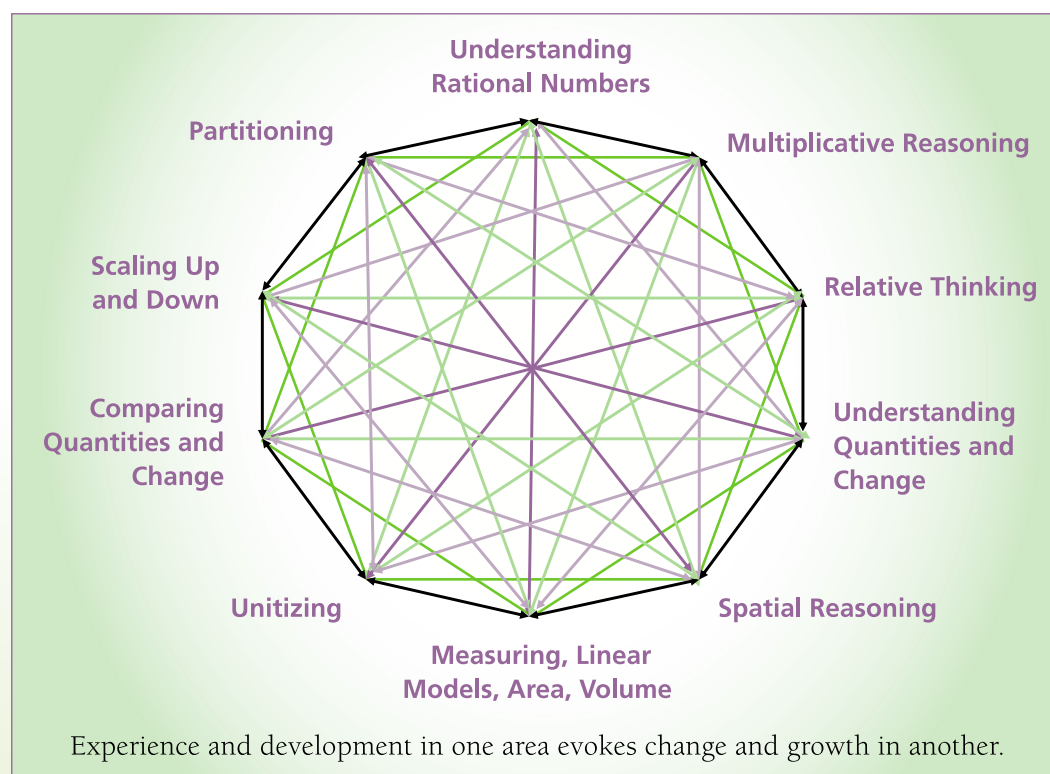 Understanding
Rational Numbers
Partitioning
Multiplicative Reasoning
Scaling Up
and Down
Relative Thinking
Comparing
Quantities and
Change
Understanding
Quantities and
Change
Unitizing
Spatial Reasoning
Measuring, Linear
Models, Area, Volume
Experience and development in one area evokes change and growth in another.